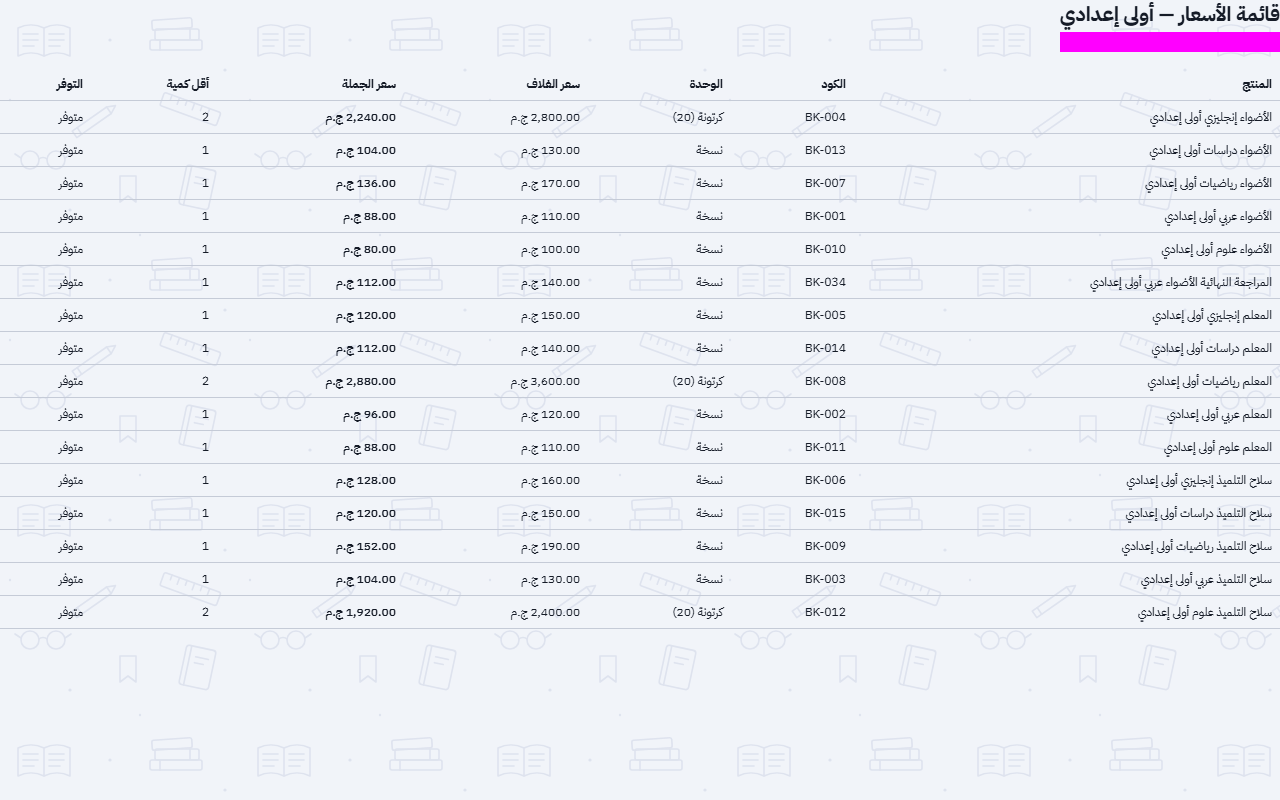 قائمة الأسعار — أولى إعدادي
المنتج الكود الوحدة سعر الغلاف سعر الجملة أقل كمية التوفر
الأضواء إنجليزي أولى إعدادي BK-004 كرتونة (20) 2,800.00 ج.م 2,240.00 ج.م 2 متوفر
الأضواء دراسات أولى إعدادي BK-013 نسخة 130.00 ج.م 104.00 ج.م 1 متوفر
الأضواء رياضيات أولى إعدادي BK-007 نسخة 170.00 ج.م 136.00 ج.م 1 متوفر
الأضواء عربي أولى إعدادي BK-001 نسخة 110.00 ج.م 88.00 ج.م 1 متوفر
الأضواء علوم أولى إعدادي BK-010 نسخة 100.00 ج.م 80.00 ج.م 1 متوفر
المراجعة النهائية الأضواء عربي أولى إعدادي BK-034 نسخة 140.00 ج.م 112.00 ج.م 1 متوفر
المعلم إنجليزي أولى إعدادي BK-005 نسخة 150.00 ج.م 120.00 ج.م 1 متوفر
المعلم دراسات أولى إعدادي BK-014 نسخة 140.00 ج.م 112.00 ج.م 1 متوفر
المعلم رياضيات أولى إعدادي BK-008 كرتونة (20) 3,600.00 ج.م 2,880.00 ج.م 2 متوفر
المعلم عربي أولى إعدادي BK-002 نسخة 120.00 ج.م 96.00 ج.م 1 متوفر
المعلم علوم أولى إعدادي BK-011 نسخة 110.00 ج.م 88.00 ج.م 1 متوفر
سلاح التلميذ إنجليزي أولى إعدادي BK-006 نسخة 160.00 ج.م 128.00 ج.م 1 متوفر
سلاح التلميذ دراسات أولى إعدادي BK-015 نسخة 150.00 ج.م 120.00 ج.م 1 متوفر
سلاح التلميذ رياضيات أولى إعدادي BK-009 نسخة 190.00 ج.م 152.00 ج.م 1 متوفر
سلاح التلميذ عربي أولى إعدادي BK-003 نسخة 130.00 ج.م 104.00 ج.م 1 متوفر
سلاح التلميذ علوم أولى إعدادي BK-012 كرتونة (20) 2,400.00 ج.م 1,920.00 ج.م 2 متوفر